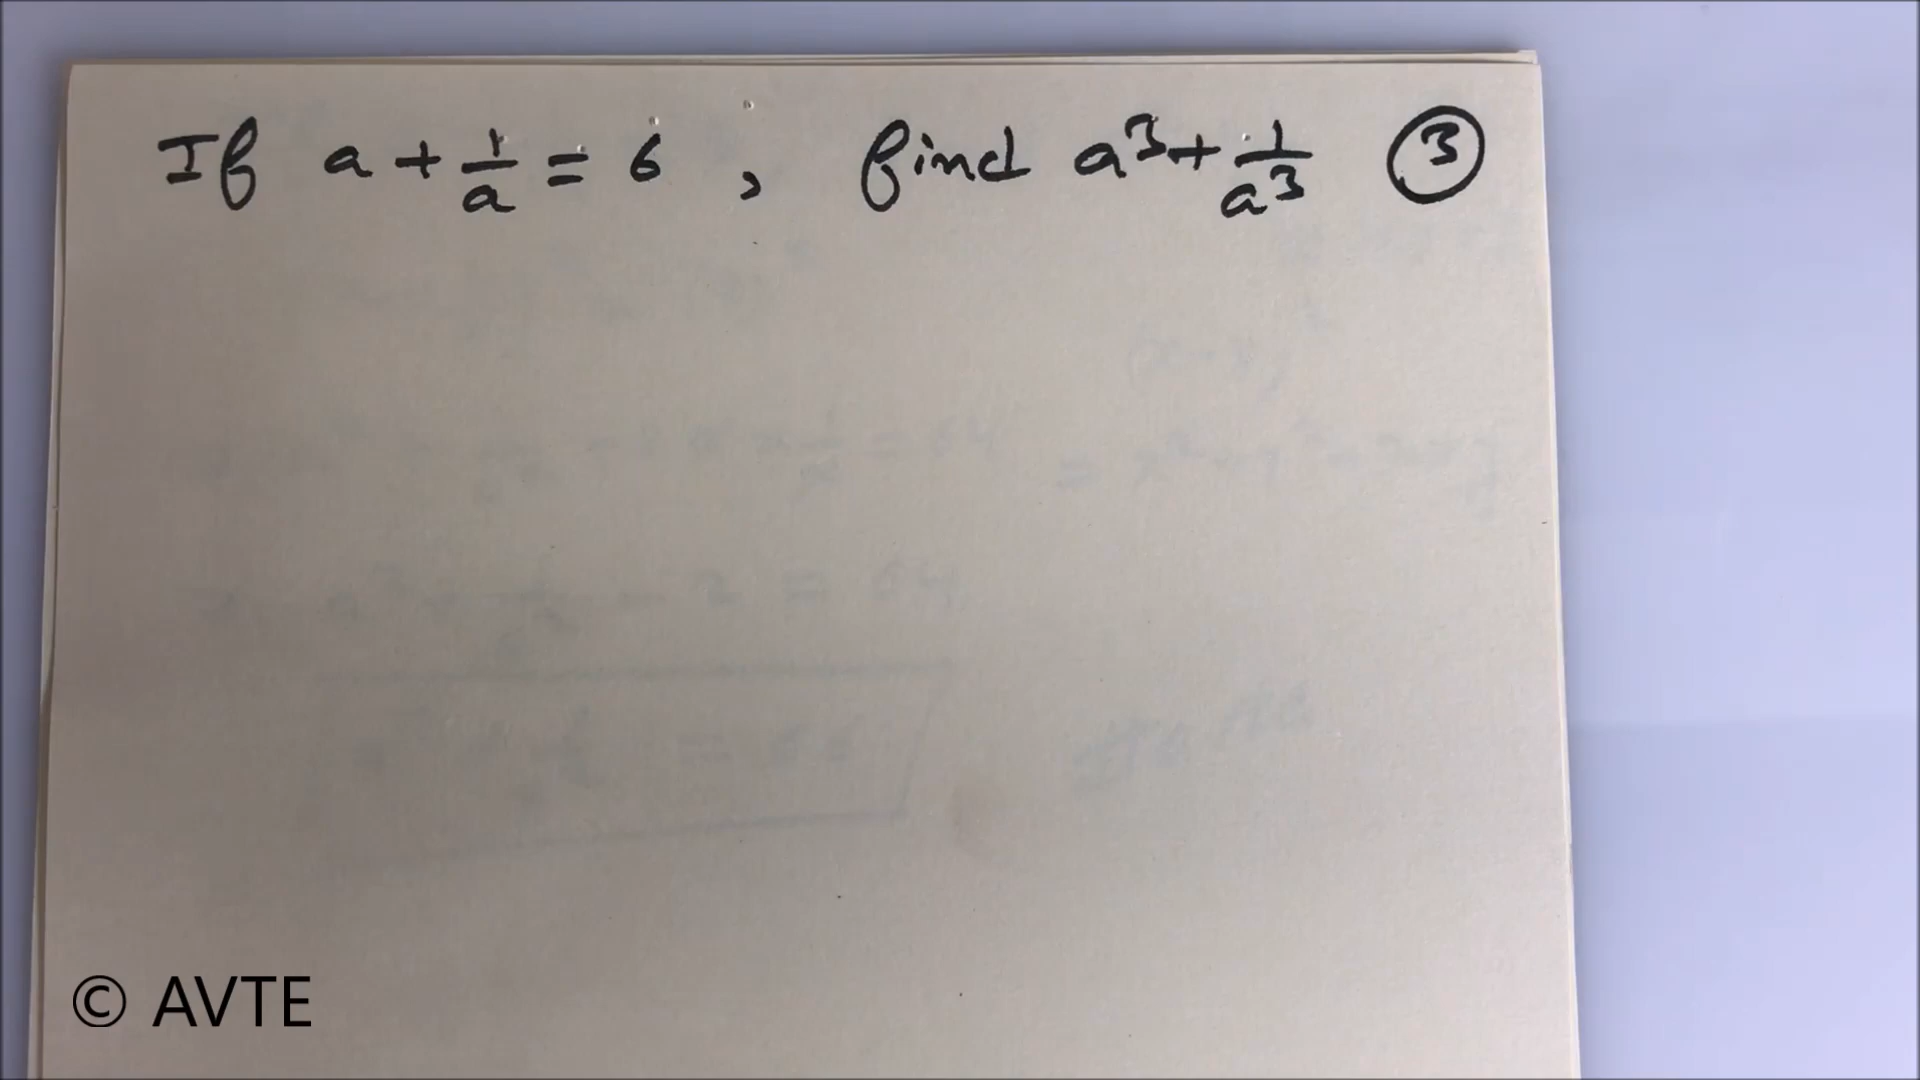 If a + 1/a = 6 , find a³ + 1/a³ ③
© AVTE